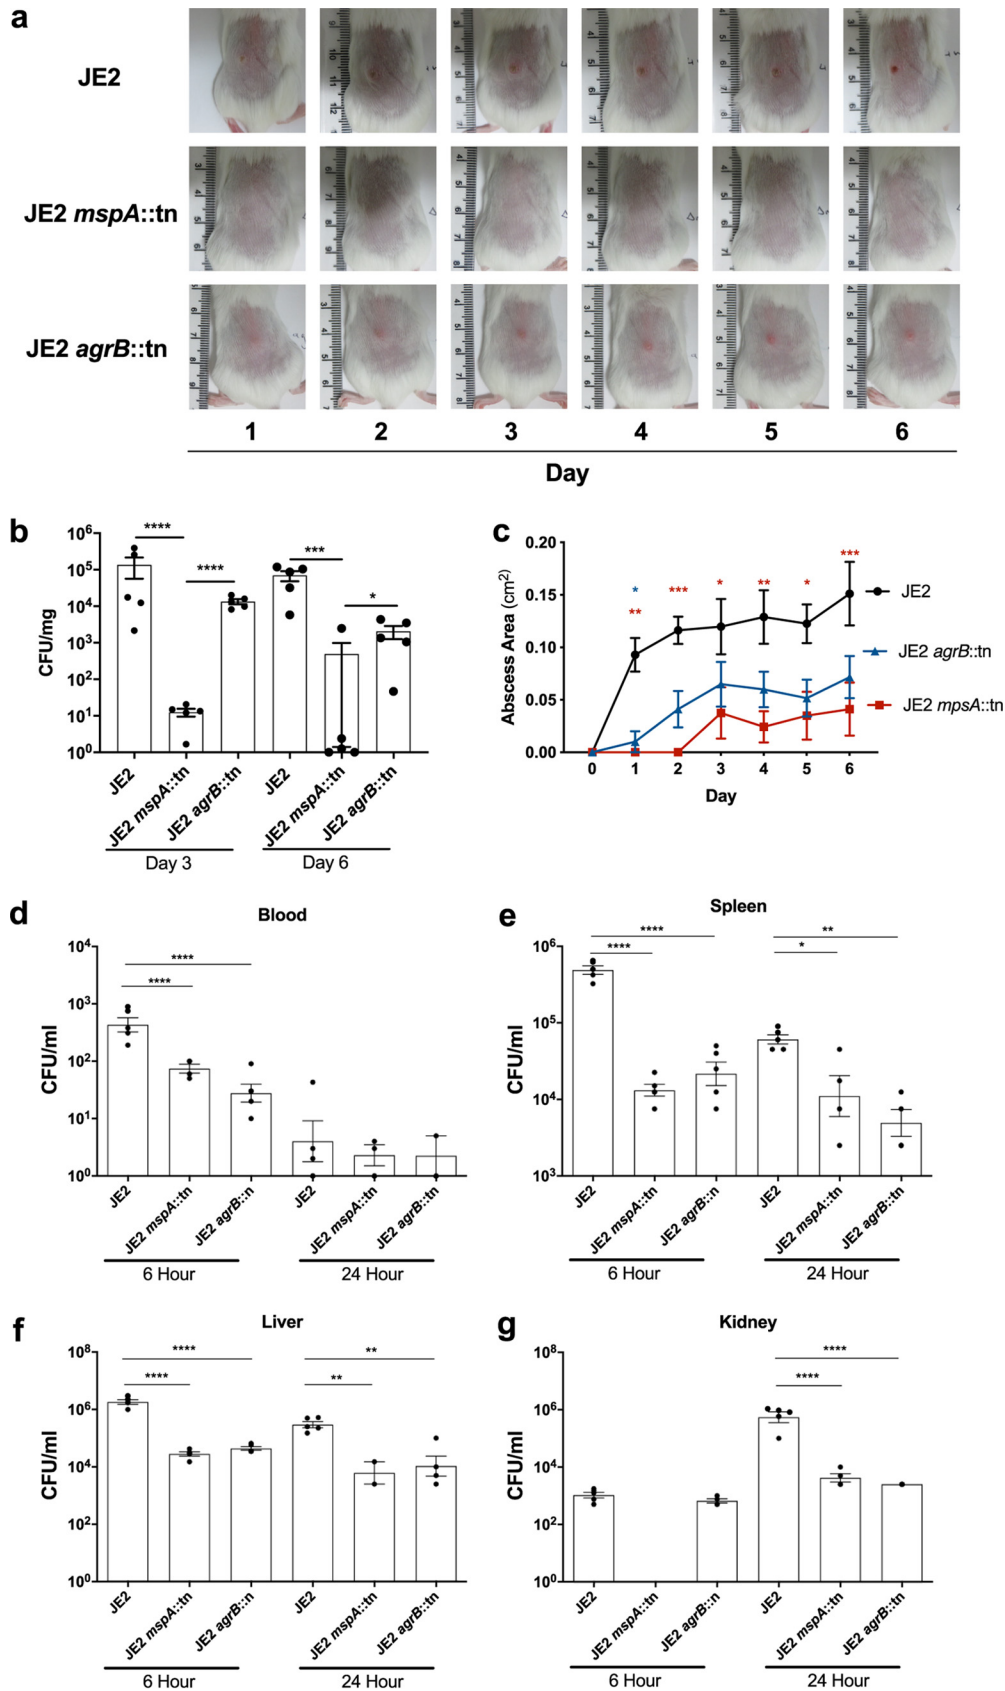 a
JE2
JE2 mspA::tn
JE2 agrB::tn
1 2 3 4 5 6
Day
b
CFU/mg
10^6
10^5
10^4
10^3
10^2
10^1
10^0
****
****
***
*
JE2
JE2 mspA::tn
JE2 agrB::tn
JE2
JE2 mspA::tn
JE2 agrB::tn
Day 3
Day 6
c
Abscess Area (cm²)
0.20
0.15
0.10
0.05
0.00
*
**
***
*
**
*
***
JE2
JE2 agrB::tn
JE2 mpsA::tn
0 1 2 3 4 5 6
Day
d
Blood
CFU/ml
10^4
10^3
10^2
10^1
10^0
****
****
JE2
JE2 mspA::tn
JE2 agrB::n
JE2
JE2 mspA::tn
JE2 agrB::tn
6 Hour
24 Hour
e
Spleen
CFU/ml
10^6
10^5
10^4
10^3
****
****
**
*
JE2
JE2 mspA::tn
JE2 agrB::n
JE2
JE2 mspA::tn
JE2 agrB::tn
6 Hour
24 Hour
f
Liver
CFU/ml
10^8
10^6
10^4
10^2
10^0
****
****
**
**
JE2
JE2 mspA::tn
JE2 agrB::n
JE2
JE2 mspA::tn
JE2 agrB::tn
6 Hour
24 Hour
g
Kidney
CFU/ml
10^8
10^6
10^4
10^2
10^0
****
****
JE2
JE2 mspA::tn
JE2 agrB::n
JE2
JE2 mspA::tn
JE2 agrB::tn
6 Hour
24 Hour